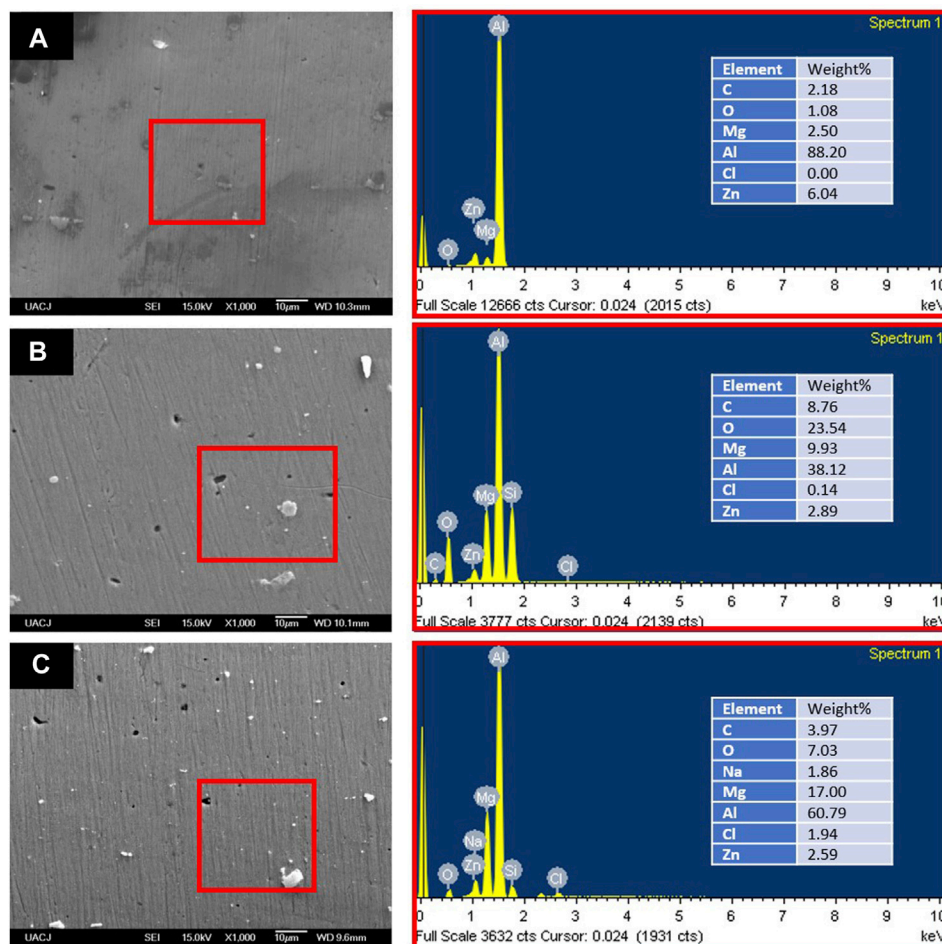 A
UACJ SEI 15.0kV X1,000 10μm WD 10.3mm
Spectrum 1
Al
Zn
Mg
O
Element Weight%
C 2.18
O 1.08
Mg 2.50
Al 88.20
Cl 0.00
Zn 6.04
0 1 2 3 4 5 6 7 8 9 10
Full Scale 12666 cts Cursor: 0.024 (2015 cts) keV
B
UACJ SEI 15.0kV X1,000 10μm WD 10.1mm
Spectrum 1
Al
Mg Si
O
Zn
C
Cl
Element Weight%
C 8.76
O 23.54
Mg 9.93
Al 38.12
Cl 0.14
Zn 2.89
0 1 2 3 4 5 6 7 8 9 10
Full Scale 3777 cts Cursor: 0.024 (2139 cts) keV
C
UACJ SEI 15.0kV X1,000 10μm WD 9.6mm
Spectrum 1
Al
Mg
Na
O Zn Si Cl
Element Weight%
C 3.97
O 7.03
Na 1.86
Mg 17.00
Al 60.79
Cl 1.94
Zn 2.59
0 1 2 3 4 5 6 7 8 9 10
Full Scale 3632 cts Cursor: 0.024 (1931 cts) keV